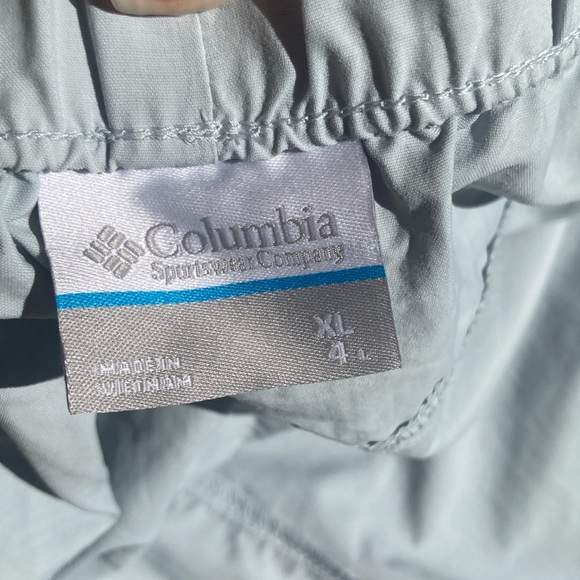 Columbia
Sportswear Company
XL
4 L
MADE IN
VIETNAM